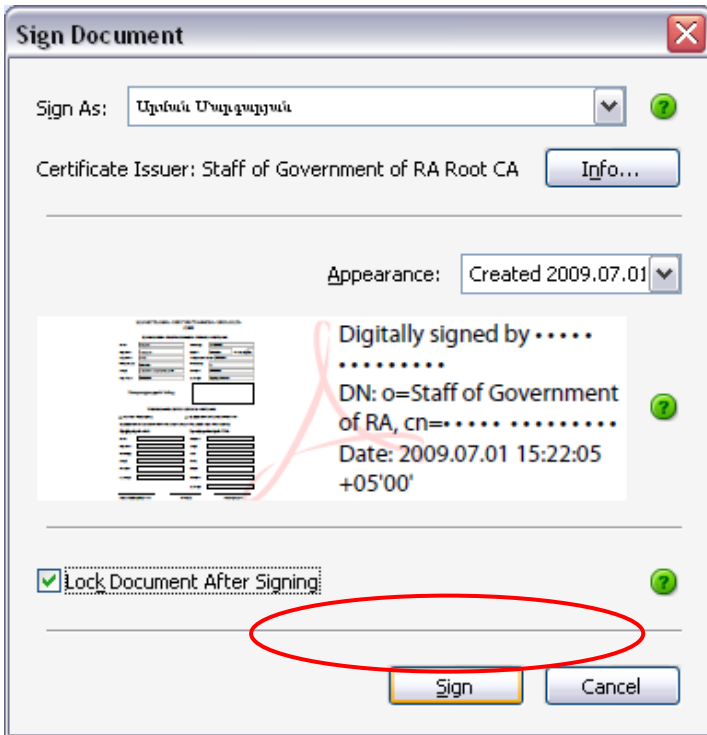 Sign Document
Sign As: Արման Մարգարյան
Certificate Issuer: Staff of Government of RA Root CA Info...
Appearance: Created 2009.07.01
Digitally signed by •••••
•••••••••
DN: o=Staff of Government
of RA, cn=••••• •••••••••
Date: 2009.07.01 15:22:05
+05'00'
Lock Document After Signing
Sign Cancel